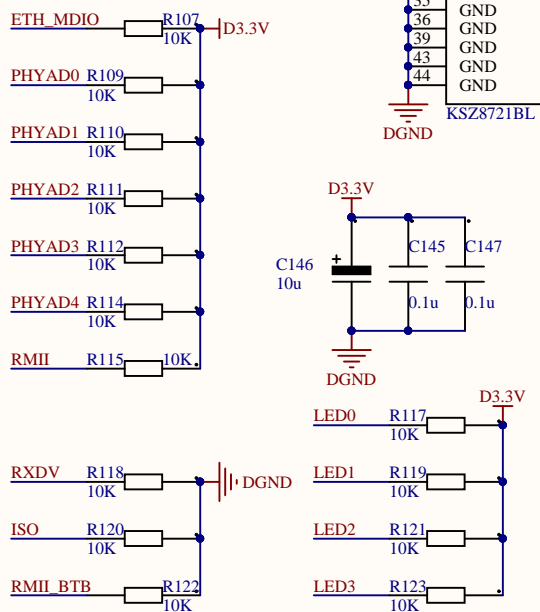 ETH_MDIO
R107
10K
D3.3V
PHYAD0 R109
10K
PHYAD1 R110
10K
PHYAD2 R111
10K
PHYAD3 R112
10K
PHYAD4 R114
10K
RMII R115 10K
RXDV R118
10K
DGND
ISO R120
10K
RMII_BTB R122
10K
35 GND
36 GND
39 GND
43 GND
44 GND
KSZ8721BL
DGND
D3.3V
+
C146
10u
C145
0.1u
C147
0.1u
DGND
D3.3V
LED0 R117
10K
LED1 R119
10K
LED2 R121
10K
LED3 R123
10K